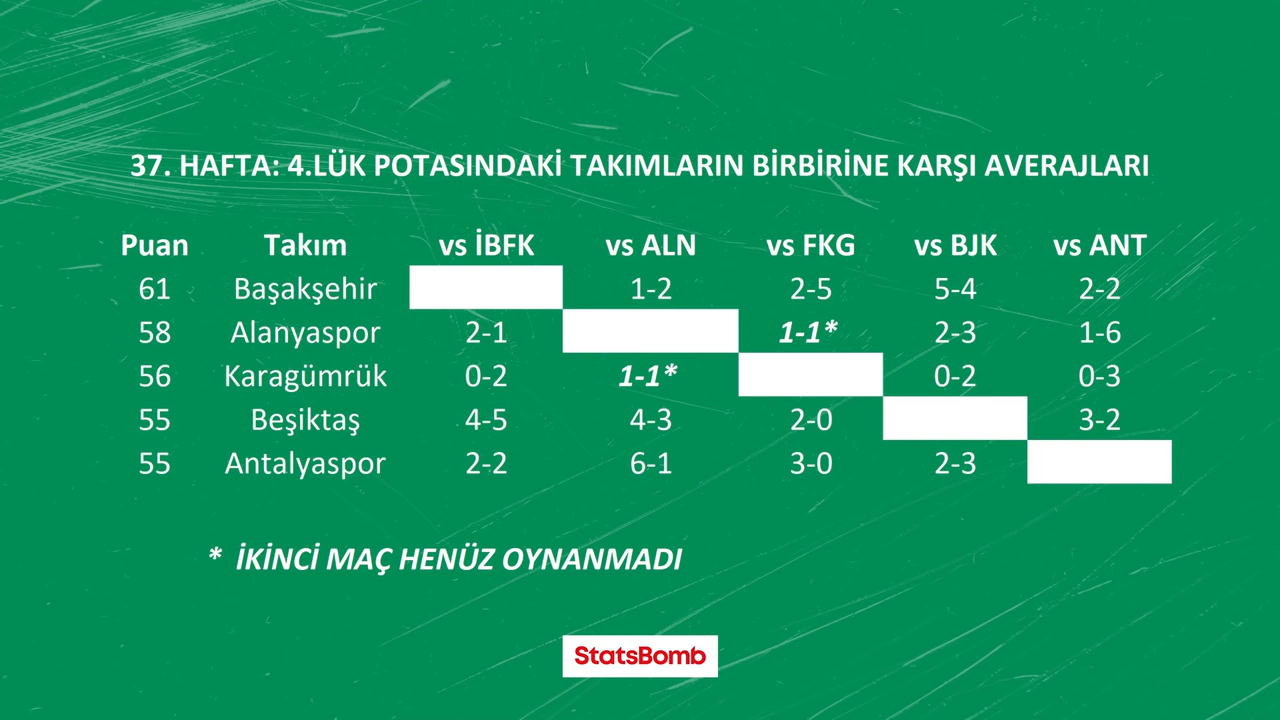 37. HAFTA: 4.LÜK POTASINDAKİ TAKIMLARIN BİRBİRİNE KARŞI AVERAJLARI
Puan Takım vs İBFK vs ALN vs FKG vs BJK vs ANT
61 Başakşehir 1-2 2-5 5-4 2-2
58 Alanyaspor 2-1 1-1* 2-3 1-6
56 Karagümrük 0-2 1-1* 0-2 0-3
55 Beşiktaş 4-5 4-3 2-0 3-2
55 Antalyaspor 2-2 6-1 3-0 2-3
* İKİNCİ MAÇ HENÜZ OYNANMADI
StatsBomb